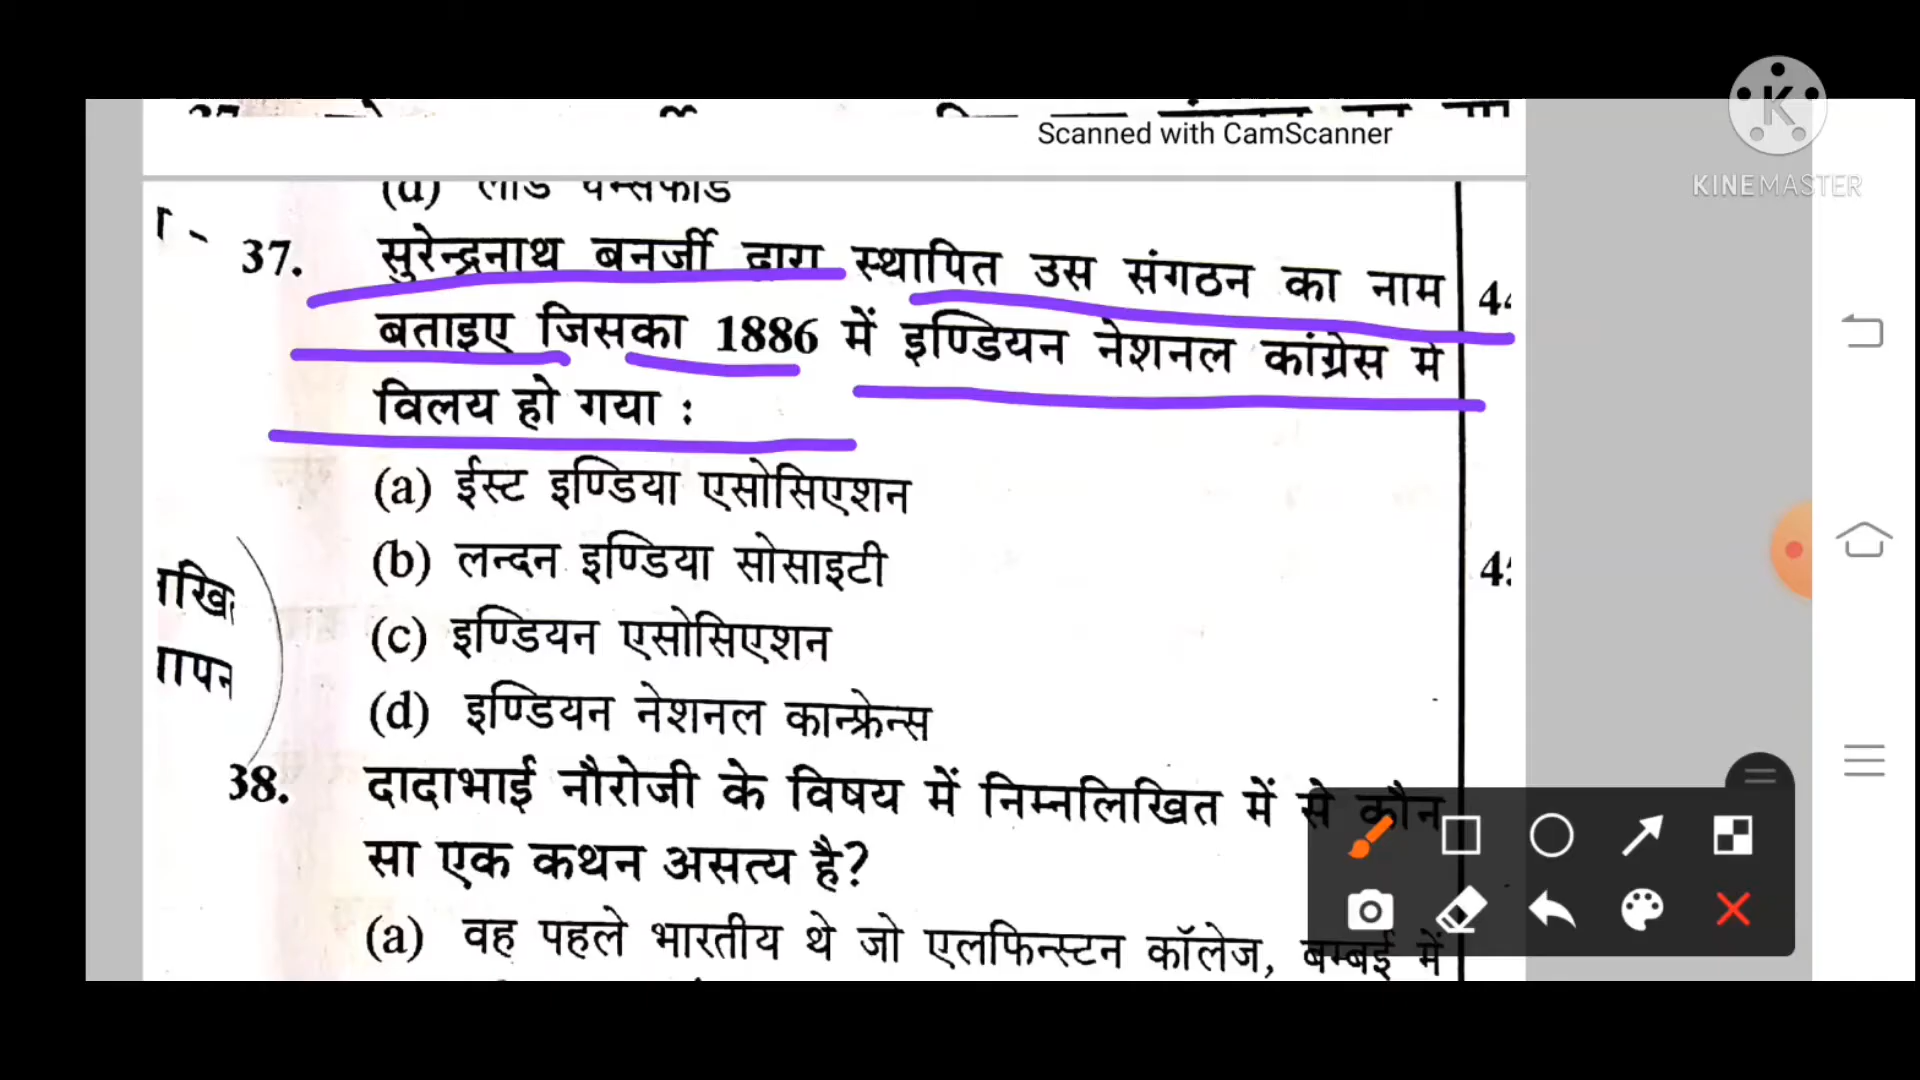 Scanned with CamScanner
KINEMASTER
37. सुरेन्द्रनाथ बनर्जी द्वारा स्थापित उस संगठन का नाम
बताइए जिसका 1886 में इण्डियन नेशनल कांग्रेस में
विलय हो गया :
(a) ईस्ट इण्डिया एसोसिएशन
(b) लन्दन इण्डिया सोसाइटी
(c) इण्डियन एसोसिएशन
(d) इण्डियन नेशनल कान्फ्रेन्स
38. दादाभाई नौरोजी के विषय में निम्नलिखित में से कौन
सा एक कथन असत्य है?
(a) वह पहले भारतीय थे जो एलफिन्स्टन कॉलेज, बम्बई में